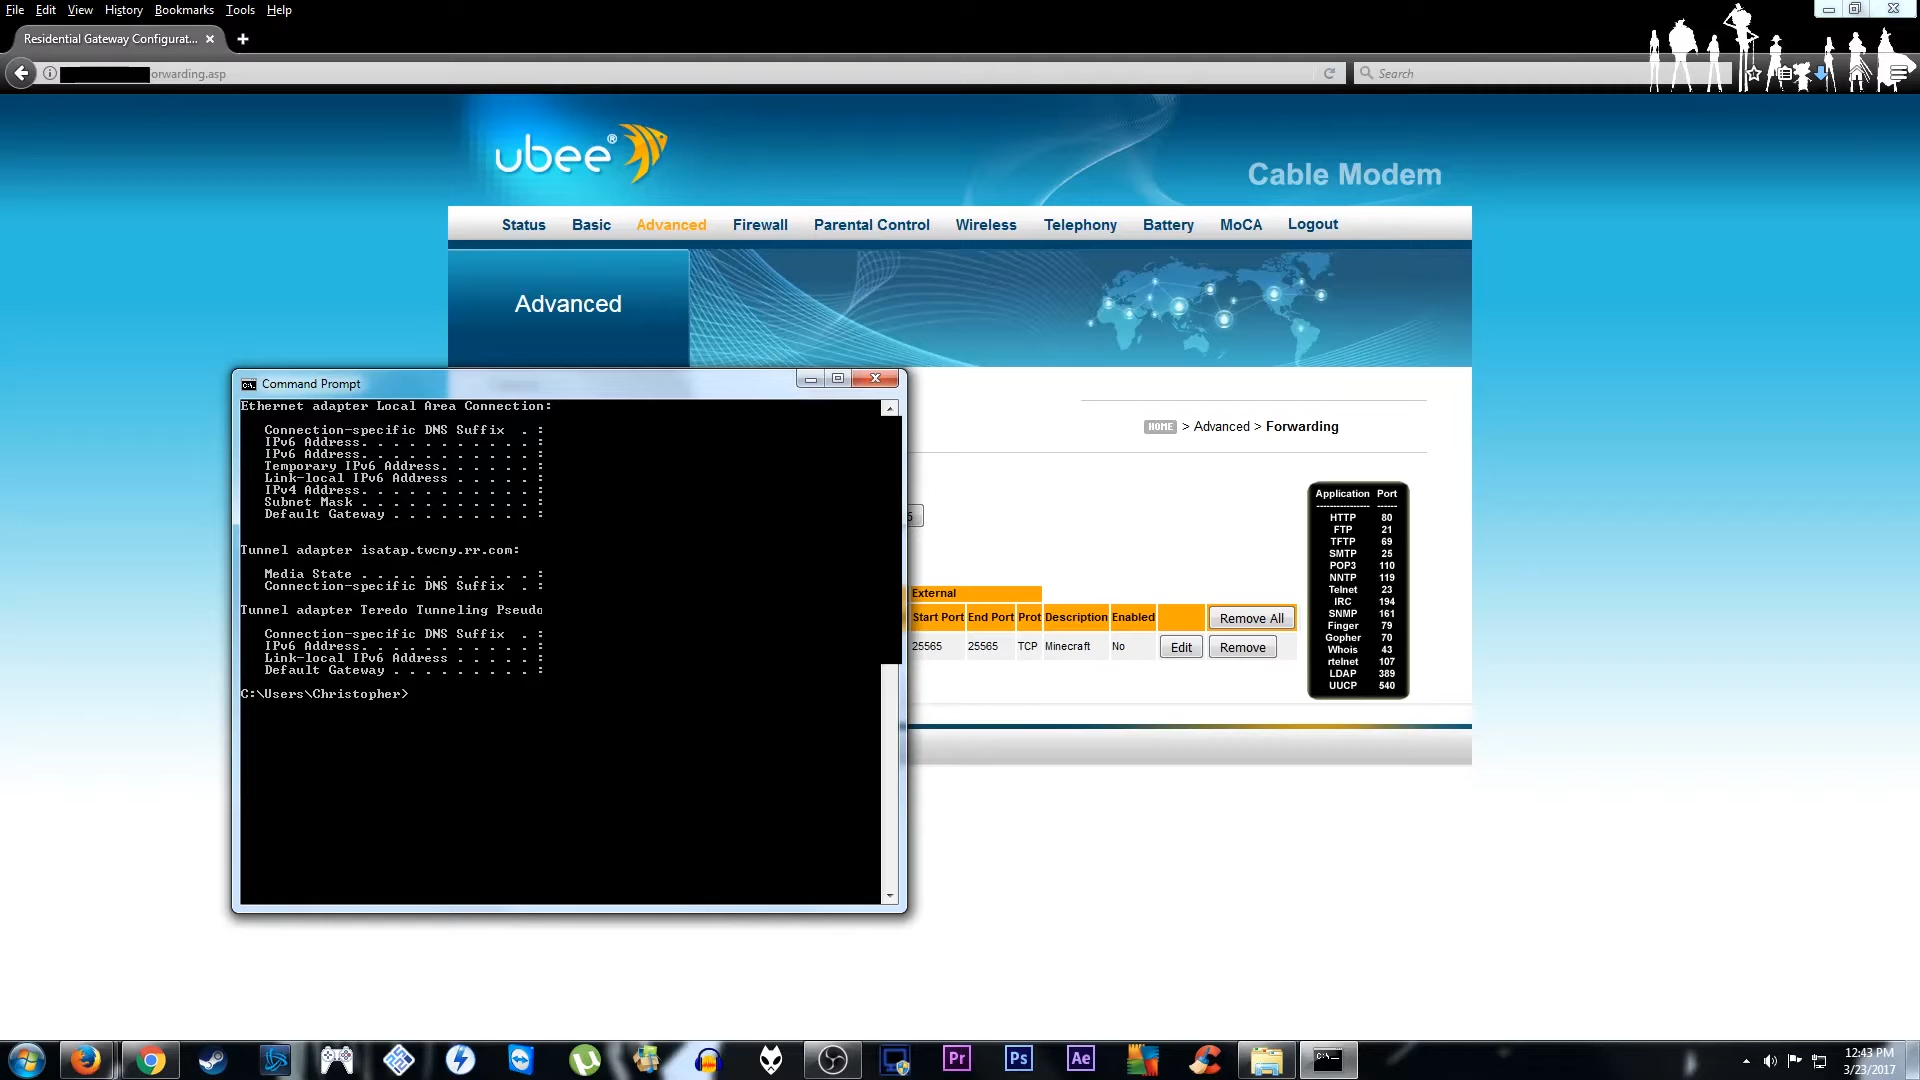 File Edit View History Bookmarks Tools Help
Residential Gateway Configurat...
orwarding.asp
Search
ubee®
Cable Modem
Status Basic Advanced Firewall Parental Control Wireless Telephony Battery MoCA Logout
Advanced
HOME > Advanced > Forwarding
Command Prompt
Ethernet adapter Local Area Connection:
Connection-specific DNS Suffix . :
IPv6 Address. . . . . . . . . . . :
IPv6 Address. . . . . . . . . . . :
Temporary IPv6 Address. . . . . . :
Link-local IPv6 Address . . . . . :
IPv4 Address. . . . . . . . . . . :
Subnet Mask . . . . . . . . . . . :
Default Gateway . . . . . . . . . :
Tunnel adapter isatap.twcny.rr.com:
Media State . . . . . . . . . . . :
Connection-specific DNS Suffix . :
Tunnel adapter Teredo Tunneling Pseudo
Connection-specific DNS Suffix . :
IPv6 Address. . . . . . . . . . . :
Link-local IPv6 Address . . . . . :
Default Gateway . . . . . . . . . :
C:\Users\Christopher>
External
Start Port End Port Prot Description Enabled Remove All
25565 25565 TCP Minecraft No Edit Remove
Application Port
---------------- ------
HTTP 80
FTP 21
TFTP 69
SMTP 25
POP3 110
NNTP 119
Telnet 23
IRC 194
SNMP 161
Finger 79
Gopher 70
Whois 43
rtelnet 107
LDAP 389
UUCP 540
Pr Ps Ae
12:43 PM
3/23/2017